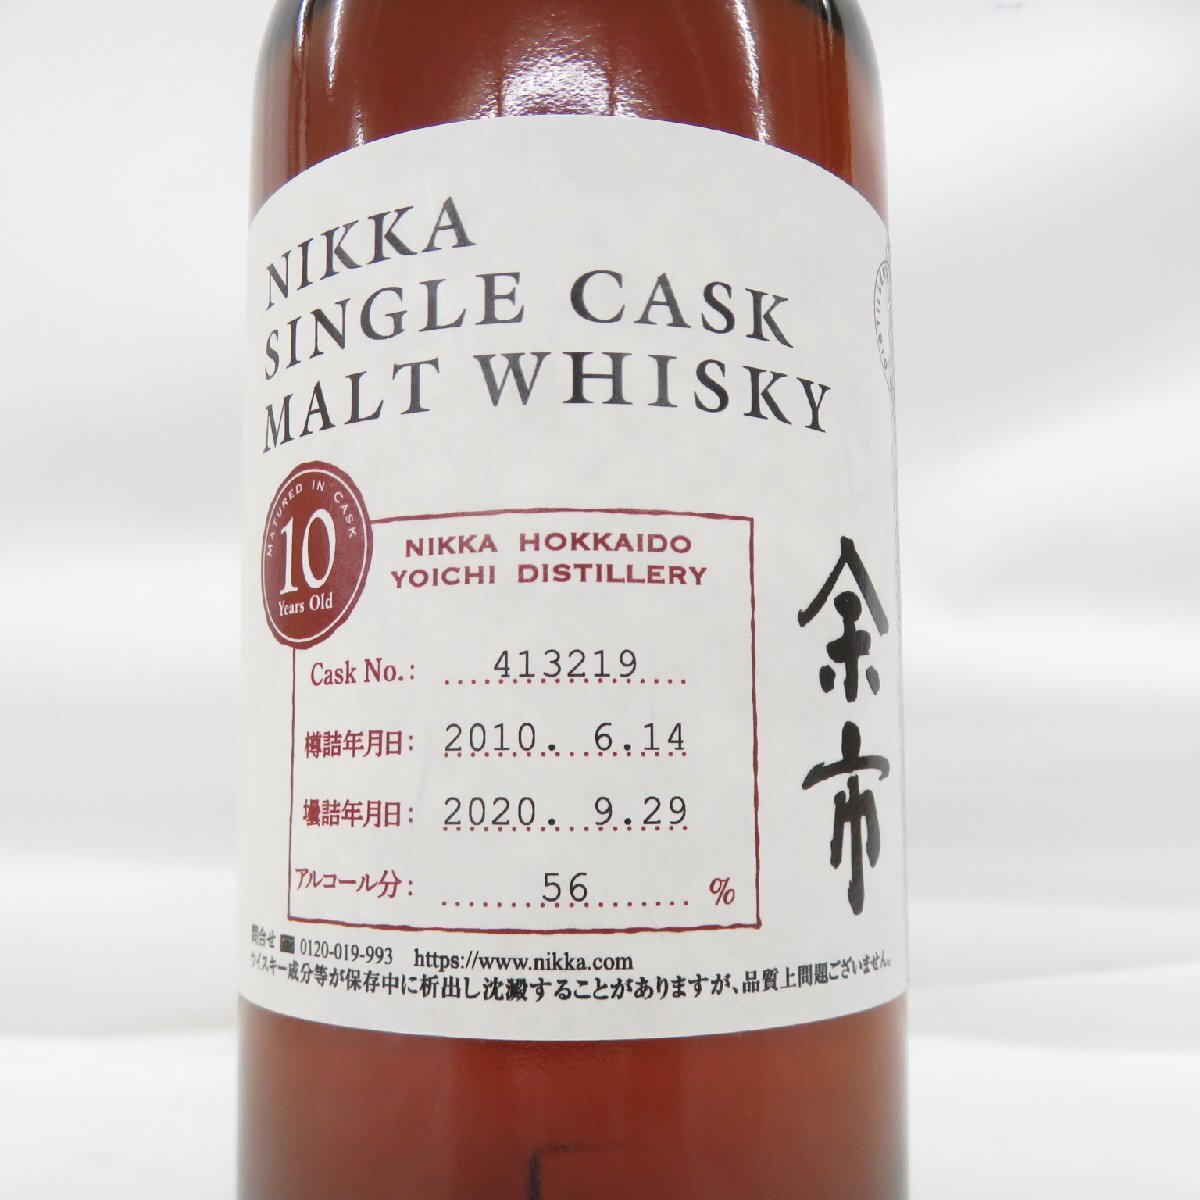 NIKKA
SINGLE CASK
MALT WHISKY
MATURED IN CASK
10
Years Old
NIKKA HOKKAIDO
YOICHI DISTILLERY
Cask No.: 413219
樽詰年月日: 2010. 6.14
壜詰年月日: 2020. 9.29
アルコール分: 56 %
余市
問合せ 0120-019-993 https://www.nikka.com
ウイスキー成分等が保存中に析出し沈澱することがありますが、品質上問題ございません。